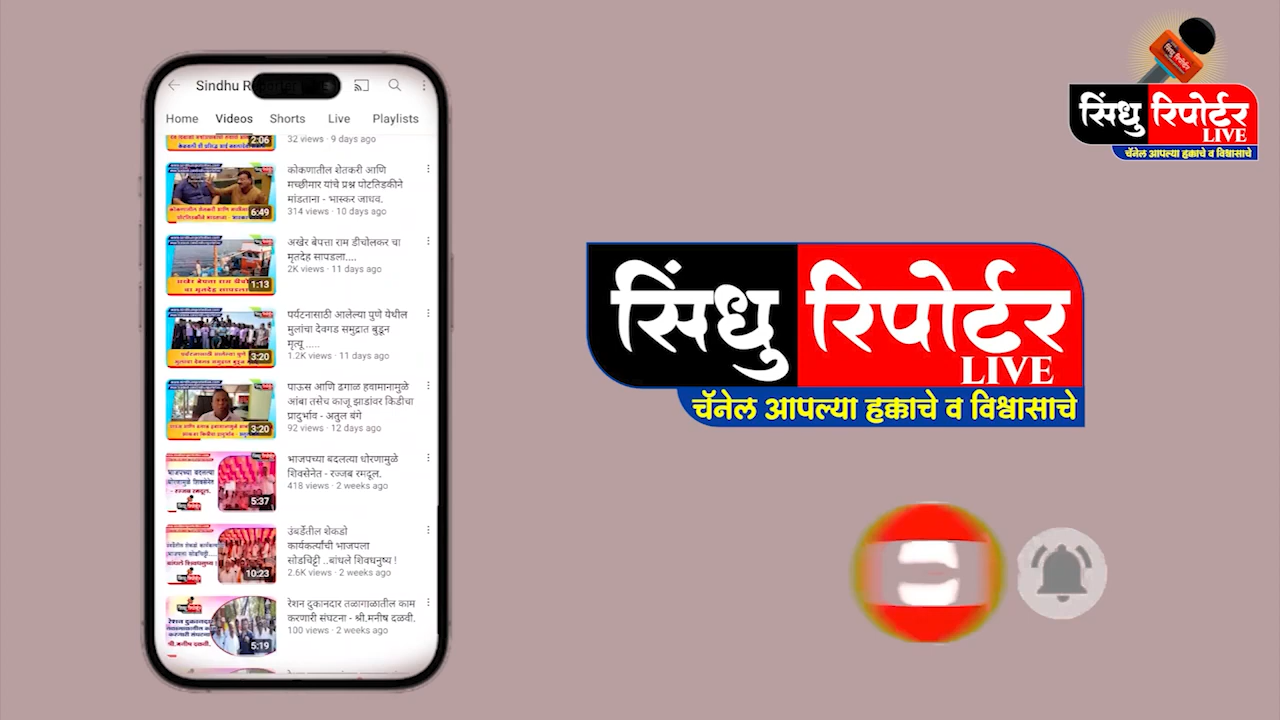 Sindhu R
Home Videos Shorts Live Playlists
2:06
32 views · 9 days ago
कोकणातील शेतकरी आणि
मच्छीमार यांचे प्रश्न पोटतिडकीने
मांडताना - भास्कर जाधव.
314 views · 10 days ago
6:49
अखेर बेपत्ता राम डीचोलकर चा
मृतदेह सापडला....
2K views · 11 days ago
1:13
पर्यटनासाठी आलेल्या पुणे येथील
मुलांचा देवगड समुद्रात बुडून
मृत्यू .....
1.2K views · 11 days ago
3:20
पाऊस आणि ढगाळ हवामानामुळे
आंबा तसेच काजू झाडांवर किडीचा
प्रादुर्भाव - अतुल बंगे
92 views · 12 days ago
3:20
भाजपच्या बदलत्या धोरणामुळे
शिवसेनेत - रज्जब रमदूल.
418 views · 2 weeks ago
5:37
उंबर्डेतील शेकडो
कार्यकर्त्यांची भाजपला
सोडचिट्टी ..बांधले शिवधनुष्य !
2.6K views · 2 weeks ago
10:23
रेशन दुकानदार तळागाळातील काम
करणारी संघटना - श्री.मनीष दळवी.
100 views · 2 weeks ago
5:19
सिंधु रिपोर्टर
LIVE
चॅनेल आपल्या हक्काचे व विश्वासाचे
सिंधु रिपोर्टर
LIVE
चॅनेल आपल्या हक्काचे व विश्वासाचे